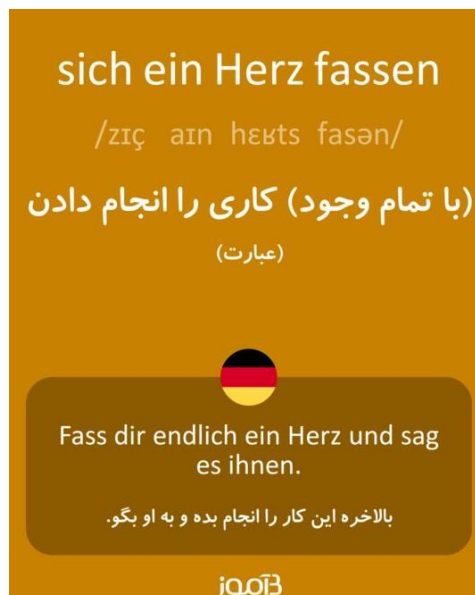 sich ein Herz fassen
/zɪç aɪn hɛʁts fasən/
(با تمام وجود) کاری را انجام دادن
(عبارت)
Fass dir endlich ein Herz und sag
es ihnen.
بالاخره این کار را انجام بده و به او بگو.
بیاموز